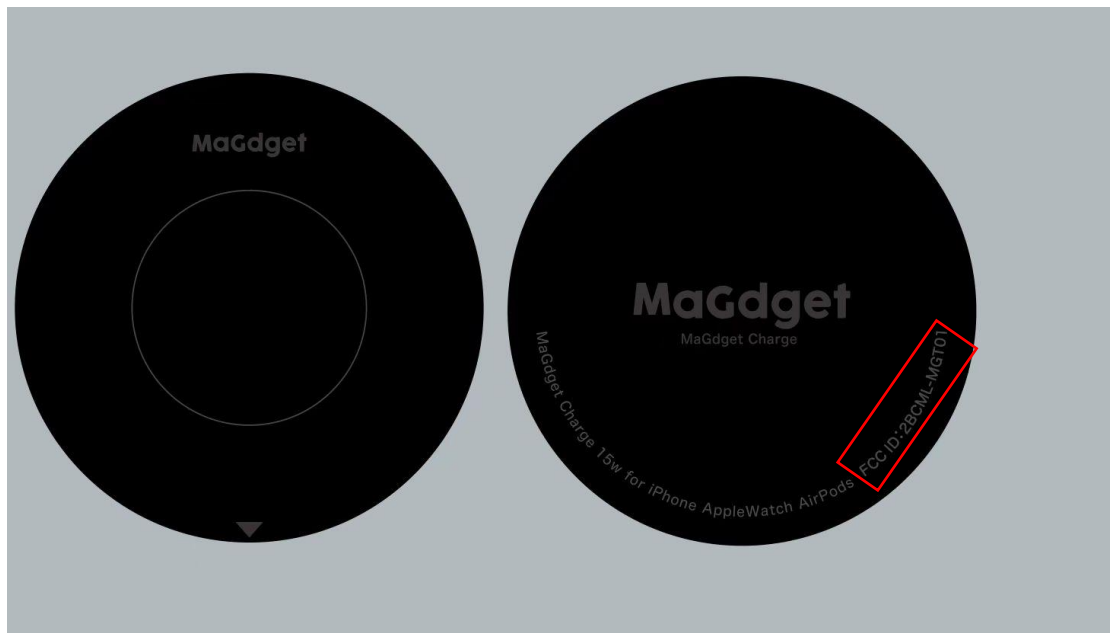 MaGdget
MaGdget
MaGdget Charge
MaGdget Charge 15w for iPhone AppleWatch AirPods FCC ID:2BCML-MGT01